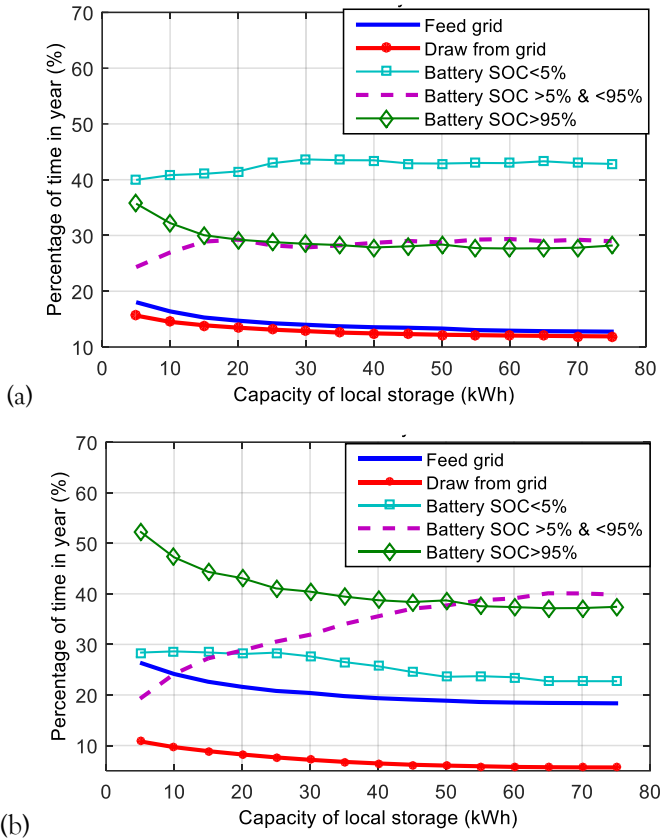 70
60
50
40
30
20
10
Percentage of time in year (%)
Feed grid
Draw from grid
Battery SOC<5%
Battery SOC >5% & <95%
Battery SOC>95%
0 10 20 30 40 50 60 70 80
Capacity of local storage (kWh)
(a)
70
60
50
40
30
20
10
Percentage of time in year (%)
Feed grid
Draw from grid
Battery SOC<5%
Battery SOC >5% & <95%
Battery SOC>95%
0 10 20 30 40 50 60 70 80
Capacity of local storage (kWh)
(b)